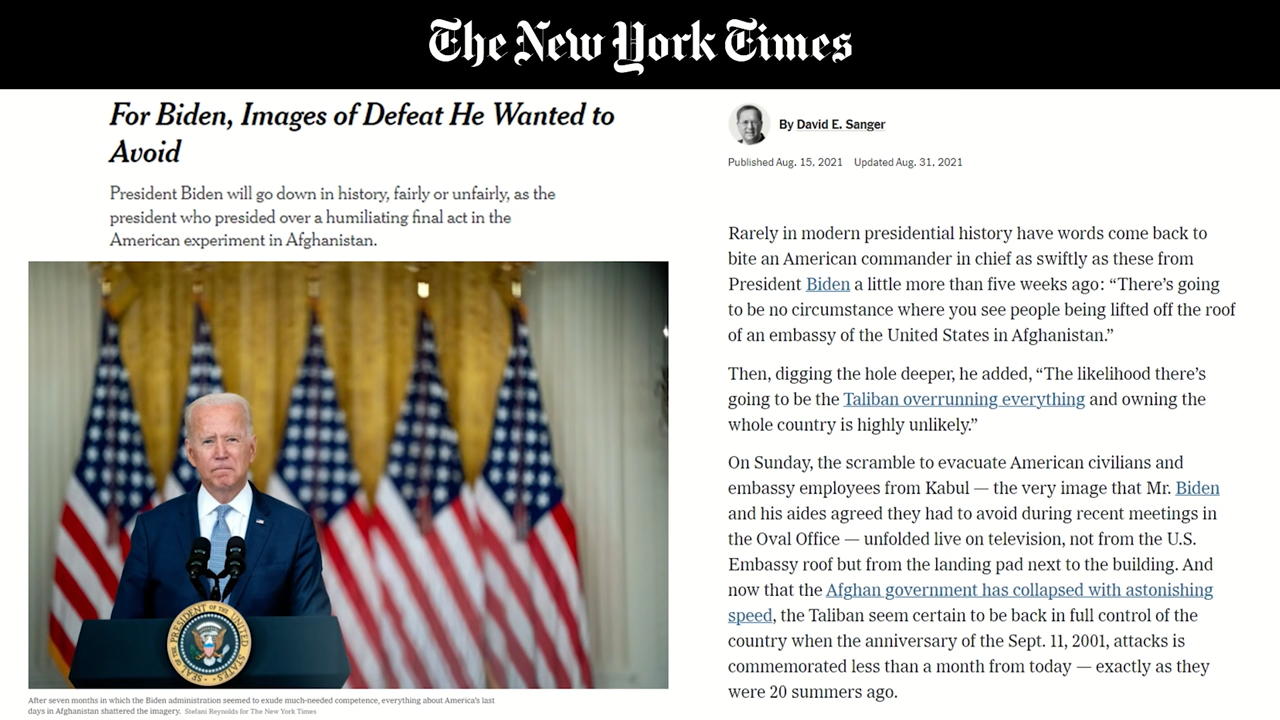 The New York Times
For Biden, Images of Defeat He Wanted to
Avoid
President Biden will go down in history, fairly or unfairly, as the
president who presided over a humiliating final act in the
American experiment in Afghanistan.
SEAL OF THE PRESIDENT OF THE UNITED STATES
After seven months in which the Biden administration seemed to exude much-needed competence, everything about America's last
days in Afghanistan shattered the imagery. Stefani Reynolds for The New York Times
By David E. Sanger
Published Aug. 15, 2021 Updated Aug. 31, 2021
Rarely in modern presidential history have words come back to
bite an American commander in chief as swiftly as these from
President Biden a little more than five weeks ago: “There’s going
to be no circumstance where you see people being lifted off the roof
of an embassy of the United States in Afghanistan.”
Then, digging the hole deeper, he added, “The likelihood there’s
going to be the Taliban overrunning everything and owning the
whole country is highly unlikely.”
On Sunday, the scramble to evacuate American civilians and
embassy employees from Kabul — the very image that Mr. Biden
and his aides agreed they had to avoid during recent meetings in
the Oval Office — unfolded live on television, not from the U.S.
Embassy roof but from the landing pad next to the building. And
now that the Afghan government has collapsed with astonishing
speed, the Taliban seem certain to be back in full control of the
country when the anniversary of the Sept. 11, 2001, attacks is
commemorated less than a month from today — exactly as they
were 20 summers ago.